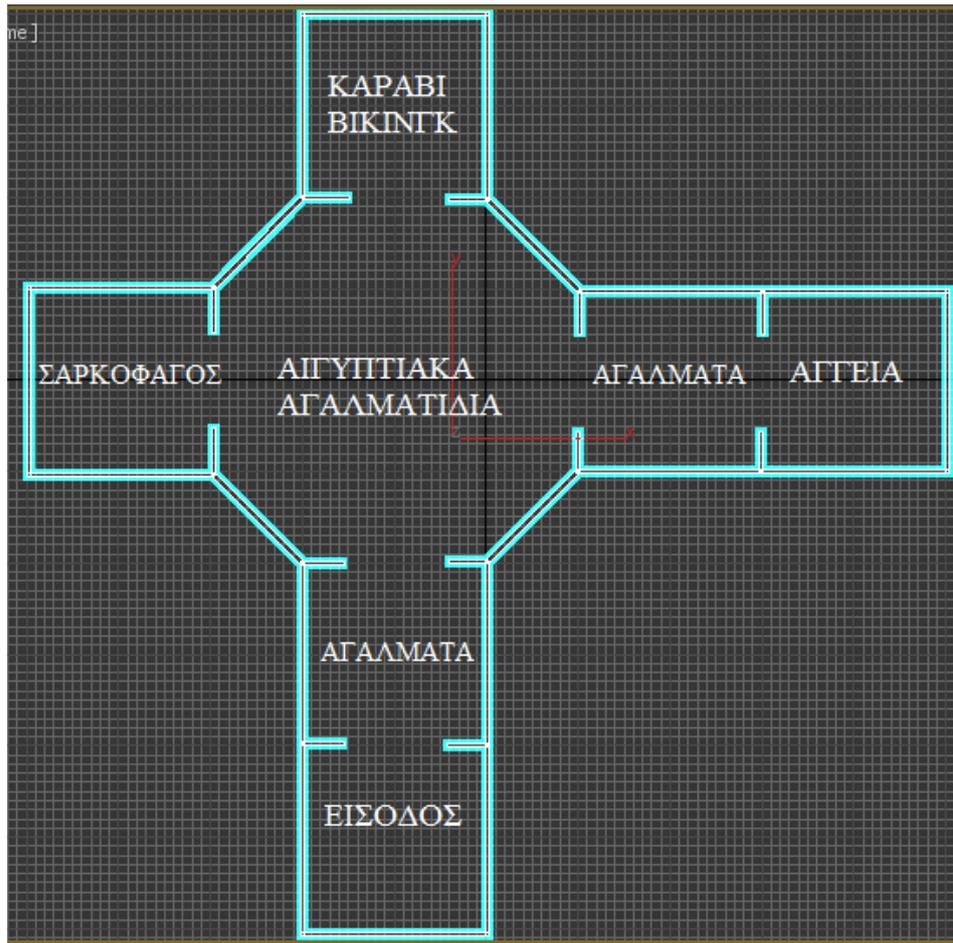 me ]
ΚΑΡΑΒΙ
ΒΙΚΙΝΓΚ
ΣΑΡΚΟΦΑΓΟΣ
ΑΙΓΥΠΤΙΑΚΑ
ΑΓΑΛΜΑΤΙΔΙΑ
ΑΓΑΛΜΑΤΑ
ΑΓΓΕΙΑ
y
z
x
ΑΓΑΛΜΑΤΑ
ΕΙΣΟΔΟΣ